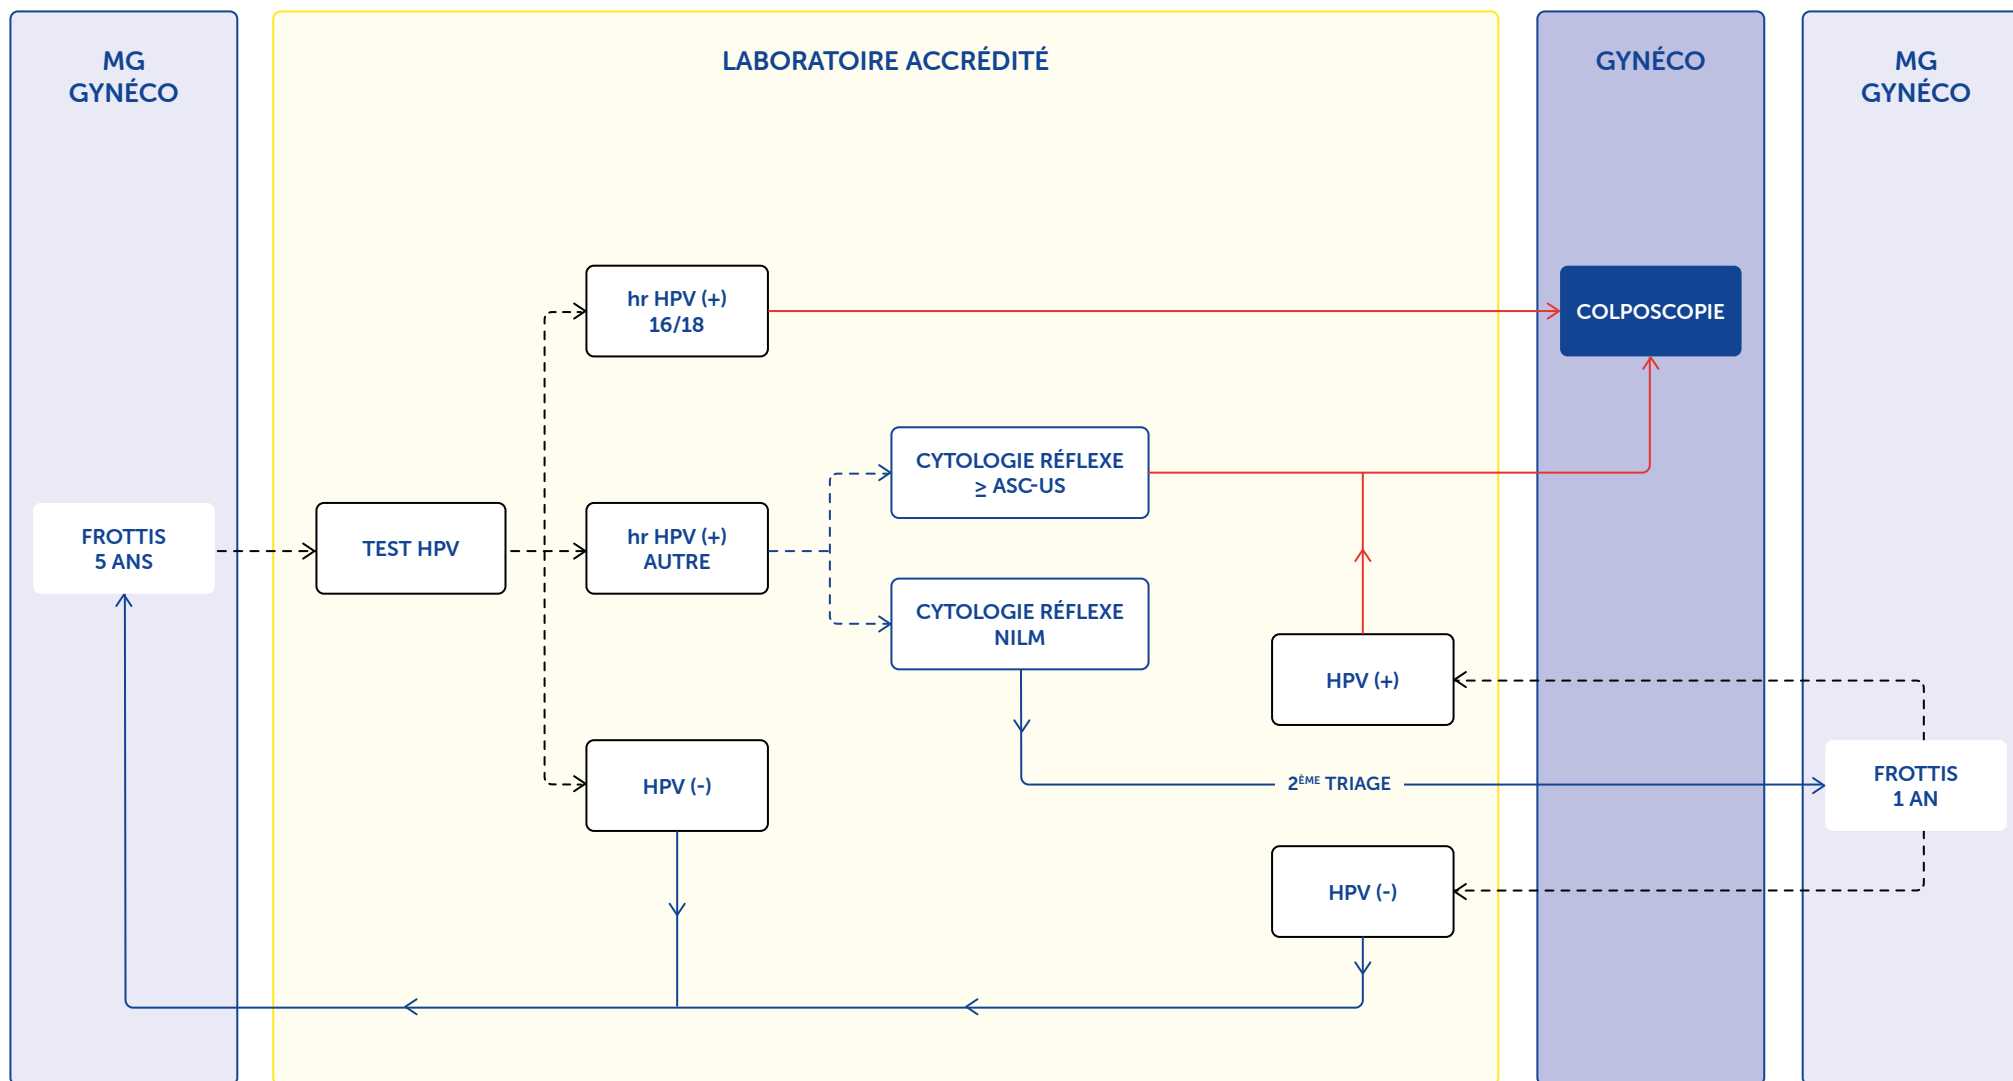 MG
GYNÉCO
LABORATOIRE ACCRÉDITÉ
GYNÉCO
MG
GYNÉCO
hr HPV (+)
16/18
COLPOSCOPIE
CYTOLOGIE RÉFLEXE
≥ ASC-US
FROTTIS
5 ANS
TEST HPV
hr HPV (+)
AUTRE
CYTOLOGIE RÉFLEXE
NILM
HPV (+)
HPV (-)
2ÈME TRIAGE
FROTTIS
1 AN
HPV (-)